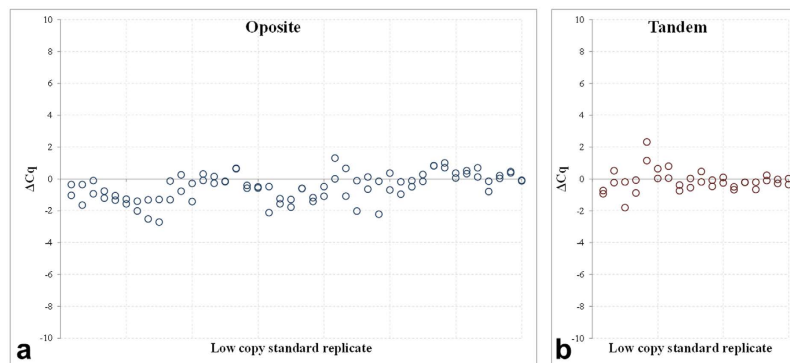 Oposite
10
8
6
4
2
0
-2
-4
-6
-8
-10
ΔCq
Low copy standard replicate
a
Tandem
10
8
6
4
2
0
-2
-4
-6
-8
-10
ΔCq
Low copy standard replicate
b